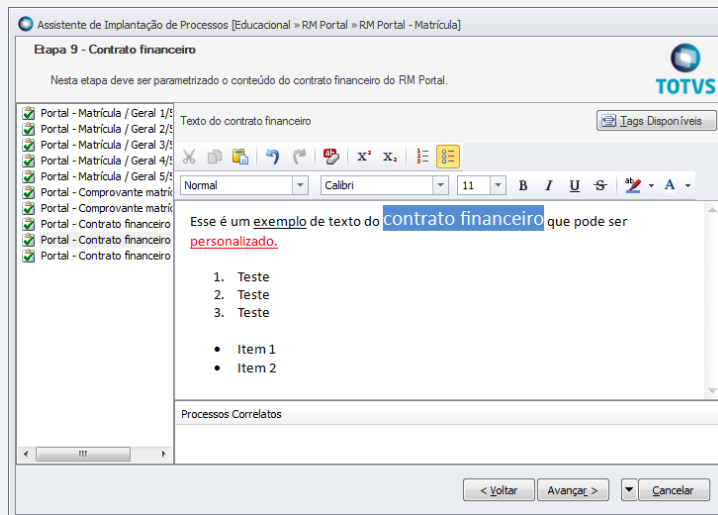 Assistente de Implantação de Processos [Educacional » RM Portal » RM Portal - Matrícula]
Etapa 9 - Contrato financeiro
Nesta etapa deve ser parametrizado o conteúdo do contrato financeiro do RM Portal.
TOTVS
Portal - Matrícula / Geral 1/5
Portal - Matrícula / Geral 2/5
Portal - Matrícula / Geral 3/5
Portal - Matrícula / Geral 4/5
Portal - Matrícula / Geral 5/5
Portal - Comprovante matríc
Portal - Comprovante matríc
Portal - Contrato financeiro
Portal - Contrato financeiro
Portal - Contrato financeiro
Texto do contrato financeiro
Tags Disponíveis
Normal Calibri 11 B I U S A
Esse é um exemplo de texto do contrato financeiro que pode ser
personalizado.
1. Teste
2. Teste
3. Teste
• Item 1
• Item 2
Processos Correlatos
< Voltar Avançar > Cancelar